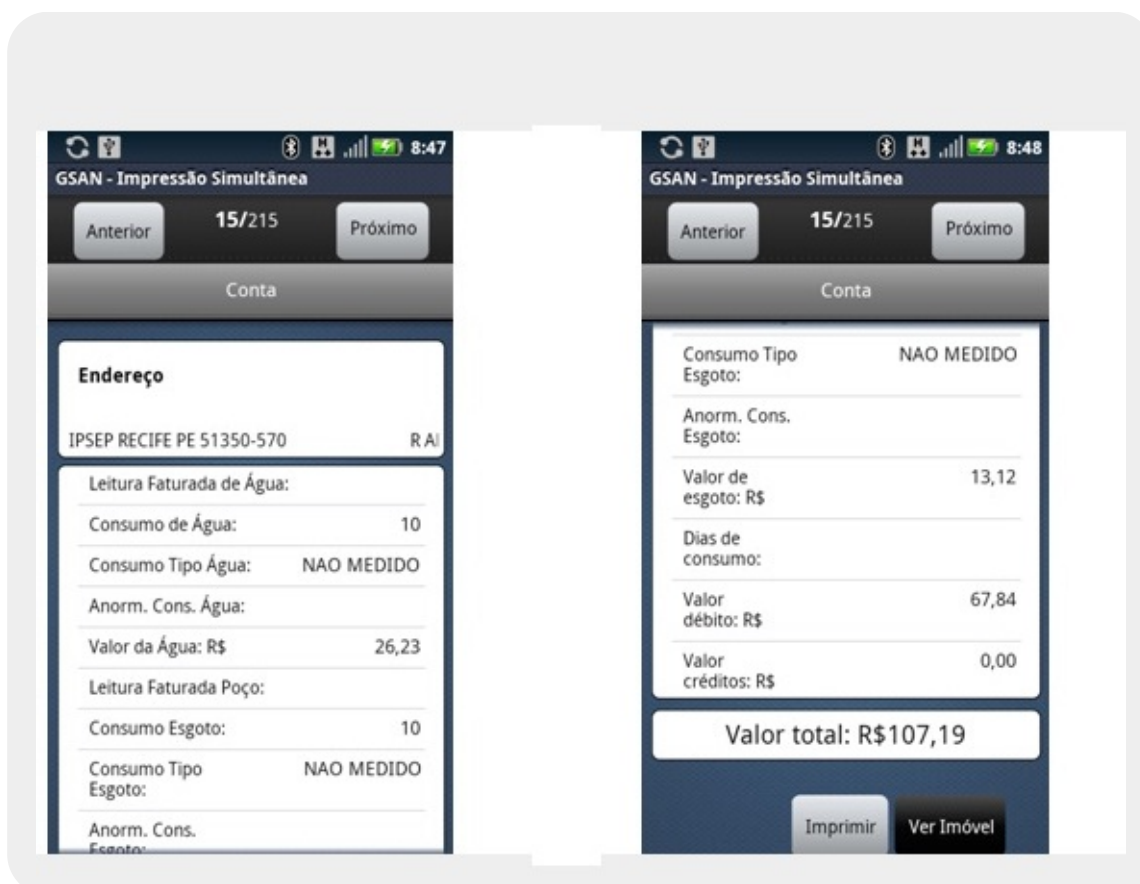 8:47
GSAN - Impressão Simultânea
Anterior
15/215
Próximo
Conta
Endereço
IPSEP RECIFE PE 51350-570 R
Leitura Faturada de Água:
Consumo de Água: 10
Consumo Tipo Água: NAO MEDIDO
Anorm. Cons. Água:
Valor da Água: R$ 26,23
Leitura Faturada Poço:
Consumo Esgoto: 10
Consumo Tipo NAO MEDIDO
Esgoto:
Anorm. Cons.
Esgoto:
8:48
GSAN - Impressão Simultânea
Anterior
15/215
Próximo
Conta
Consumo Tipo NAO MEDIDO
Esgoto:
Anorm. Cons.
Esgoto:
Valor de 13,12
esgoto: R$
Dias de
consumo:
Valor 67,84
débito: R$
Valor 0,00
créditos: R$
Valor total: R$107,19
Imprimir
Ver Imóvel